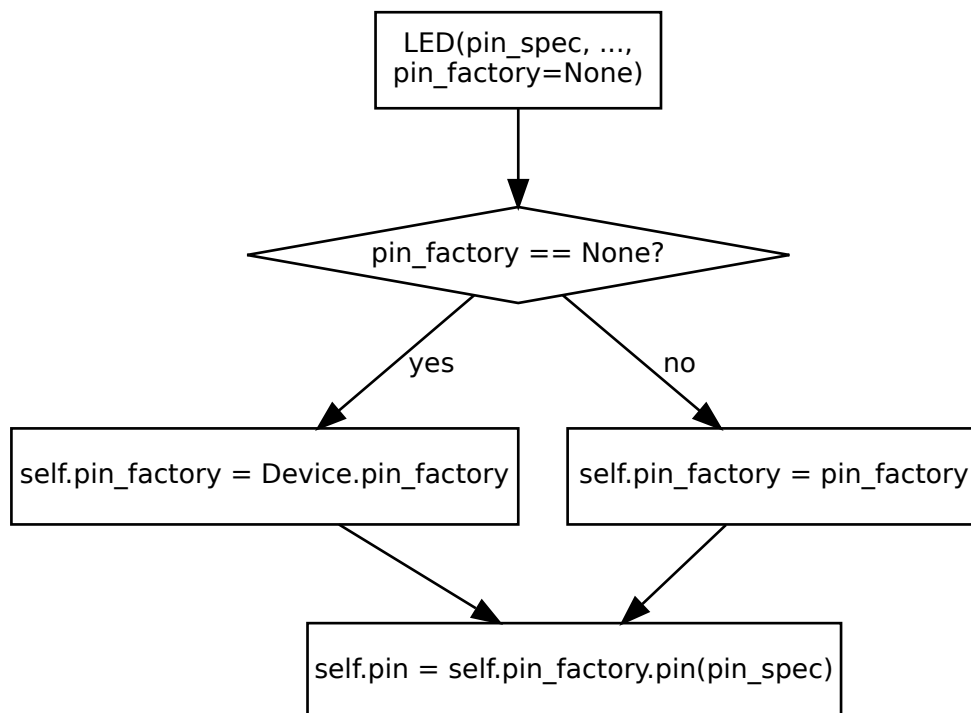 LED(pin_spec, ...,
pin_factory=None)
pin_factory == None?
yes
no
self.pin_factory = Device.pin_factory
self.pin_factory = pin_factory
self.pin = self.pin_factory.pin(pin_spec)